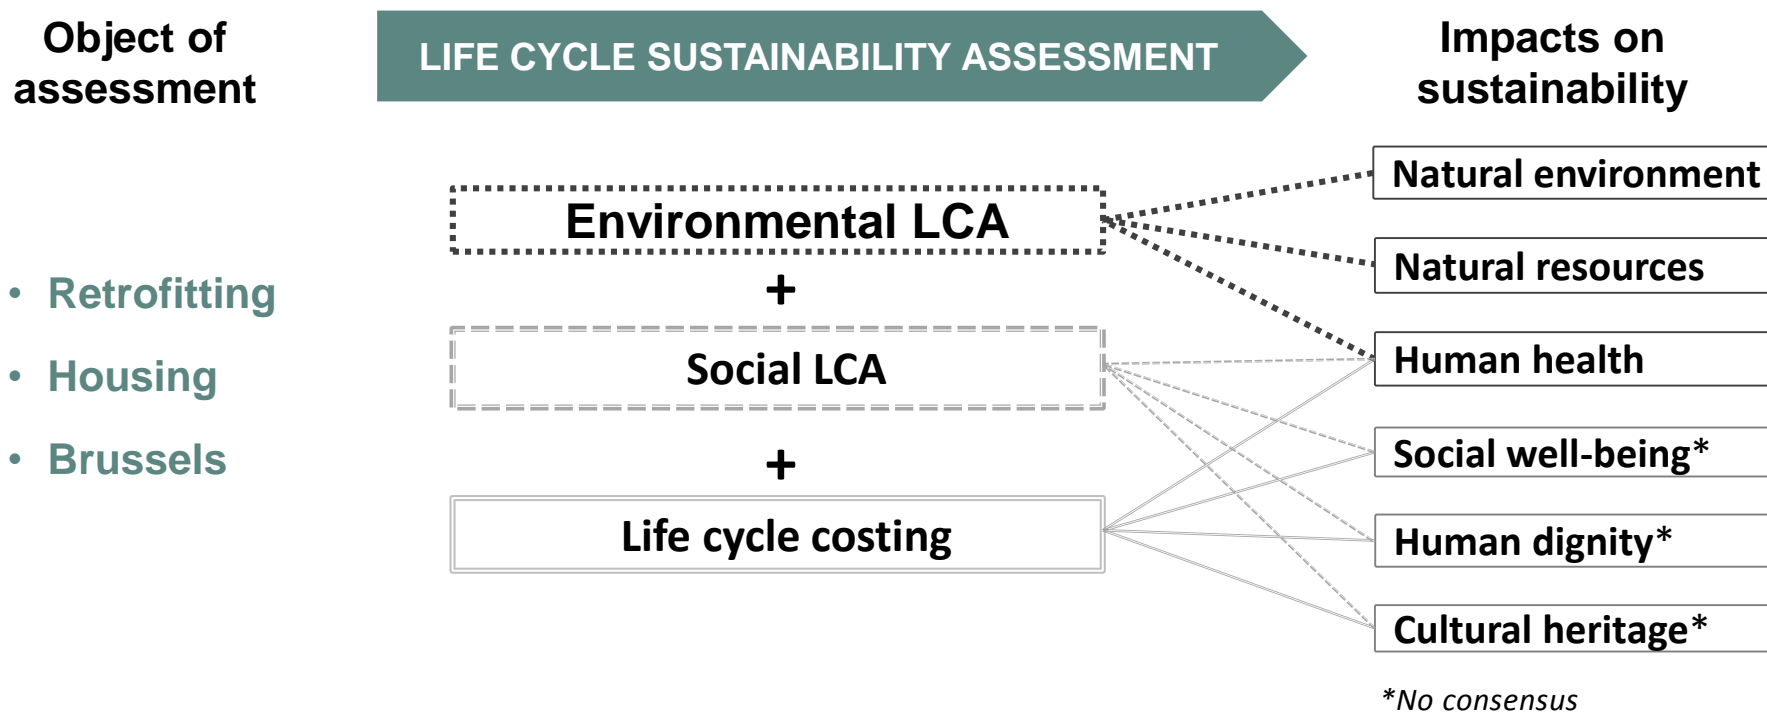 Object of
assessment
LIFE CYCLE SUSTAINABILITY ASSESSMENT
Impacts on
sustainability
• Retrofitting
• Housing
• Brussels
Environmental LCA
+
Social LCA
+
Life cycle costing
Natural environment
Natural resources
Human health
Social well-being*
Human dignity*
Cultural heritage*
*No consensus